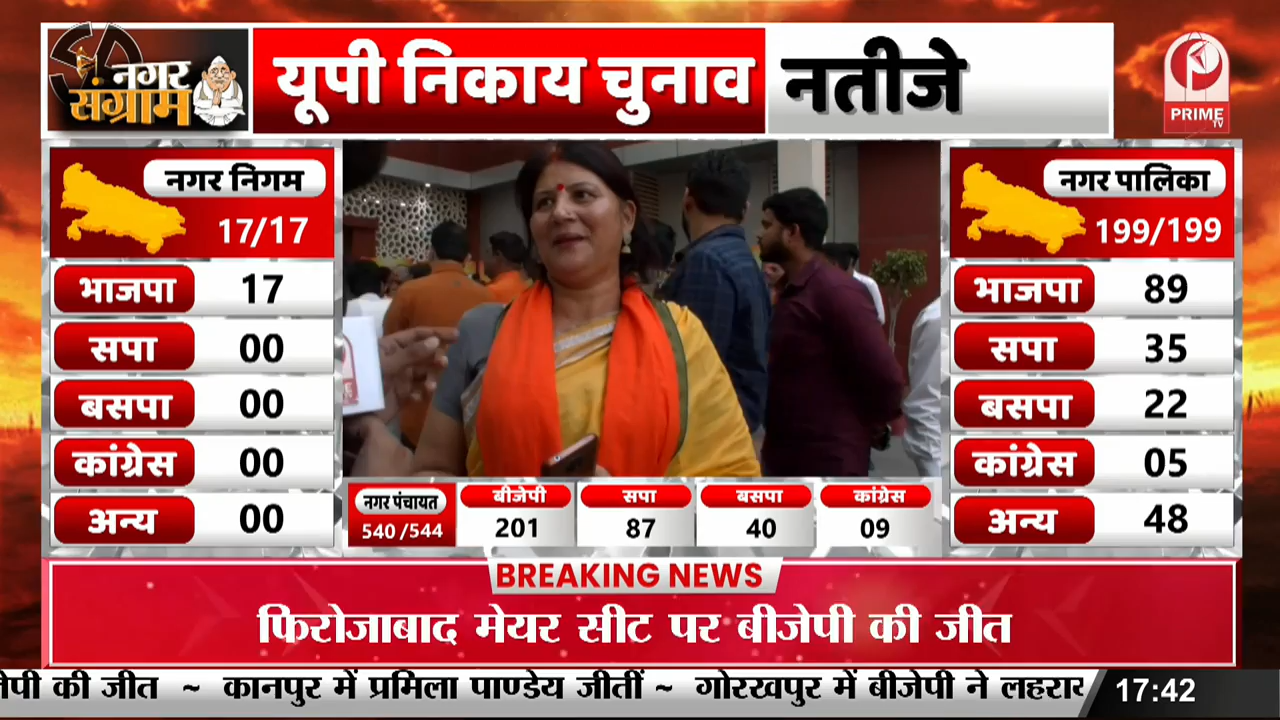 नगर संग्राम
यूपी निकाय चुनाव नतीजे
PRIME TV
नगर निगम
17/17
भाजपा 17
सपा 00
बसपा 00
कांग्रेस 00
अन्य 00
नगर पालिका
199/199
भाजपा 89
सपा 35
बसपा 22
कांग्रेस 05
अन्य 48
नगर पंचायत
540/544
बीजेपी 201
सपा 87
बसपा 40
कांग्रेस 09
BREAKING NEWS
फिरोजाबाद मेयर सीट पर बीजेपी की जीत
की जीत ~ कानपुर में प्रमिला पाण्डेय जीतीं ~ गोरखपुर में बीजेपी ने
17:42